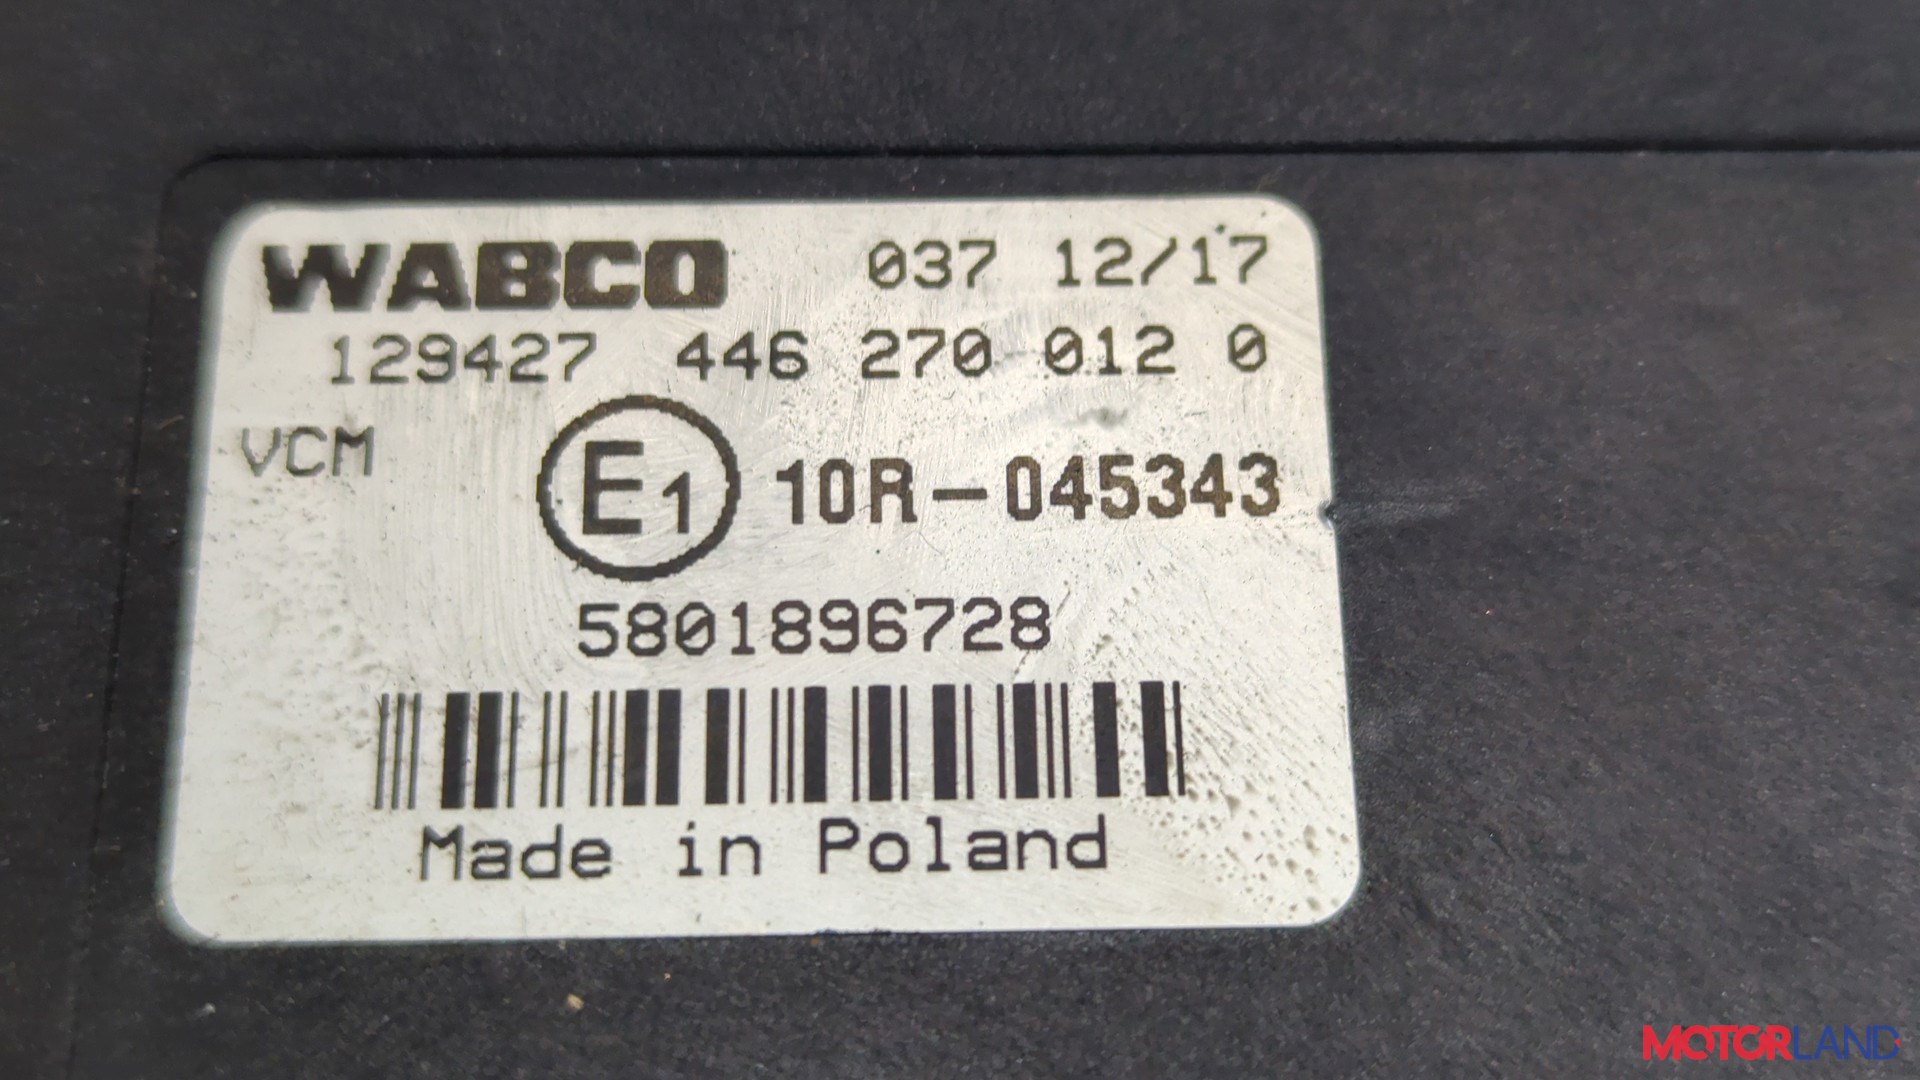 WABCO 037 12/17
129427 446 270 012 0
VCM
E1 10R-045343
5801896728
Made in Poland
MOTORLAND